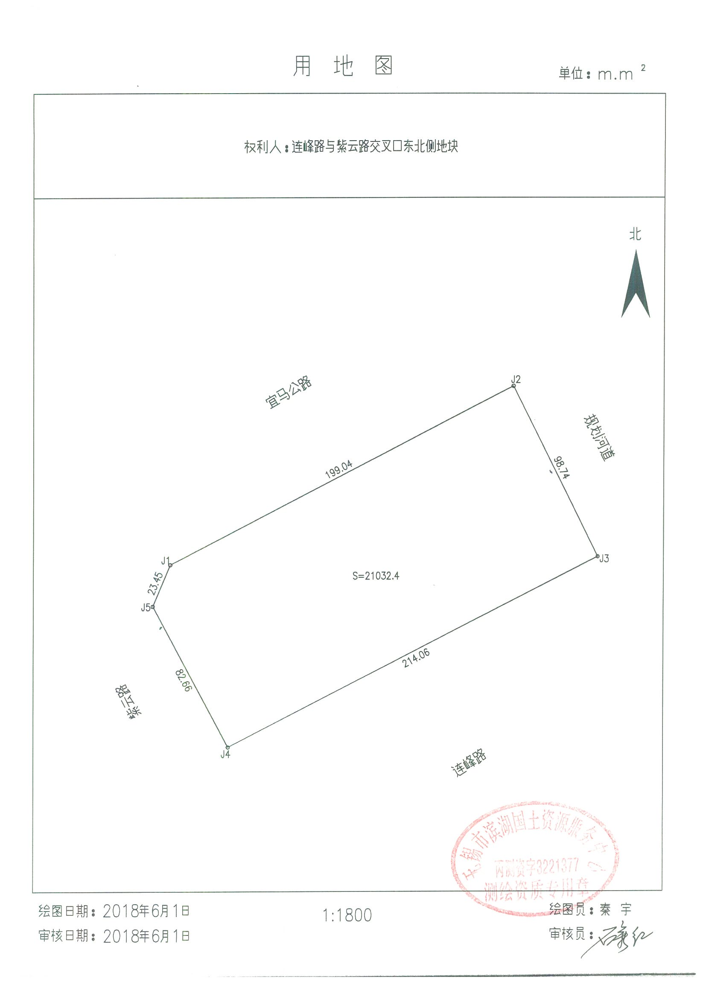 用 地 图
单位：m.m²
权利人：连峰路与紫云路交叉口东北侧地块
北
J2
宜马公路
规划河道
199.04
98.74
J1
J3
23.45
S=21032.4
J5
214.06
82.66
紫云路
J4
连峰路
无锡市滨湖国土资源服务中心
丙测资字3221377
测绘资质专用章
绘图日期：2018年6月1日
1:1800
绘图员：秦 宇
审核日期：2018年6月1日
审核员：